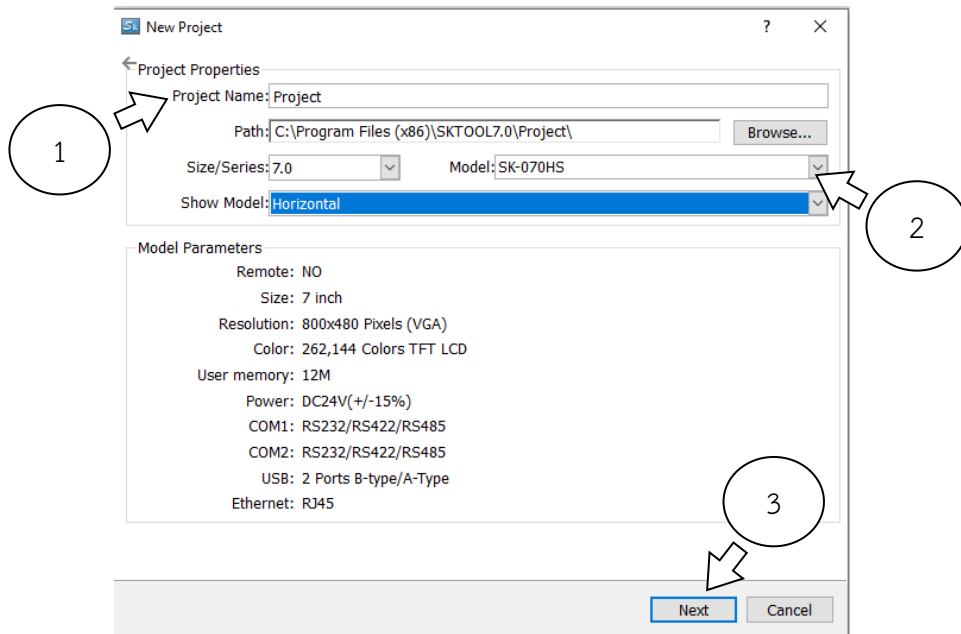 Sk New Project ?
Project Properties
Project Name: Project
Path: C:\Program Files (x86)\SKTOOL7.0\Project\ Browse...
Size/Series: 7.0 Model: SK-070HS
Show Model: Horizontal
Model Parameters
Remote: NO
Size: 7 inch
Resolution: 800x480 Pixels (VGA)
Color: 262,144 Colors TFT LCD
User memory: 12M
Power: DC24V(+/-15%)
COM1: RS232/RS422/RS485
COM2: RS232/RS422/RS485
USB: 2 Ports B-type/A-Type
Ethernet: RJ45
Next Cancel
1
2
3